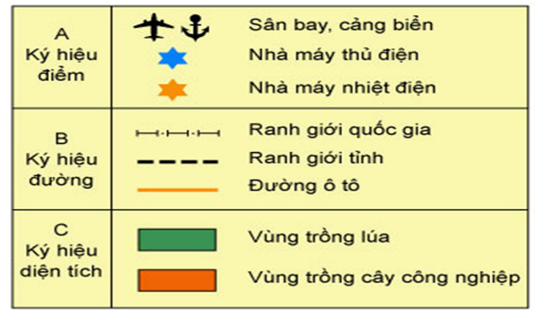 A
Ký hiệu
điểm
Sân bay, cảng biển
Nhà máy thủ điện
Nhà máy nhiệt điện
B
Ký hiệu
đường
Ranh giới quốc gia
Ranh giới tỉnh
Đường ô tô
C
Ký hiệu
diện tích
Vùng trồng lúa
Vùng trồng cây công nghiệp